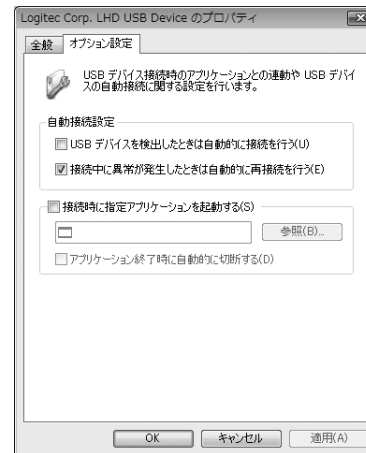 Logitec Corp. LHD USB Device のプロパティ
全般 オプション設定
USB デバイス接続時のアプリケーションとの連動や USB デバイ
スの自動接続に関する設定を行います。
自動接続設定
USB デバイスを検出したときは自動的に接続を行う(U)
接続中に異常が発生したときは自動的に再接続を行う(E)
接続時に指定アプリケーションを起動する(S)
参照(B)...
アプリケーション終了時に自動的に切断する(D)
OK キャンセル 適用(A)